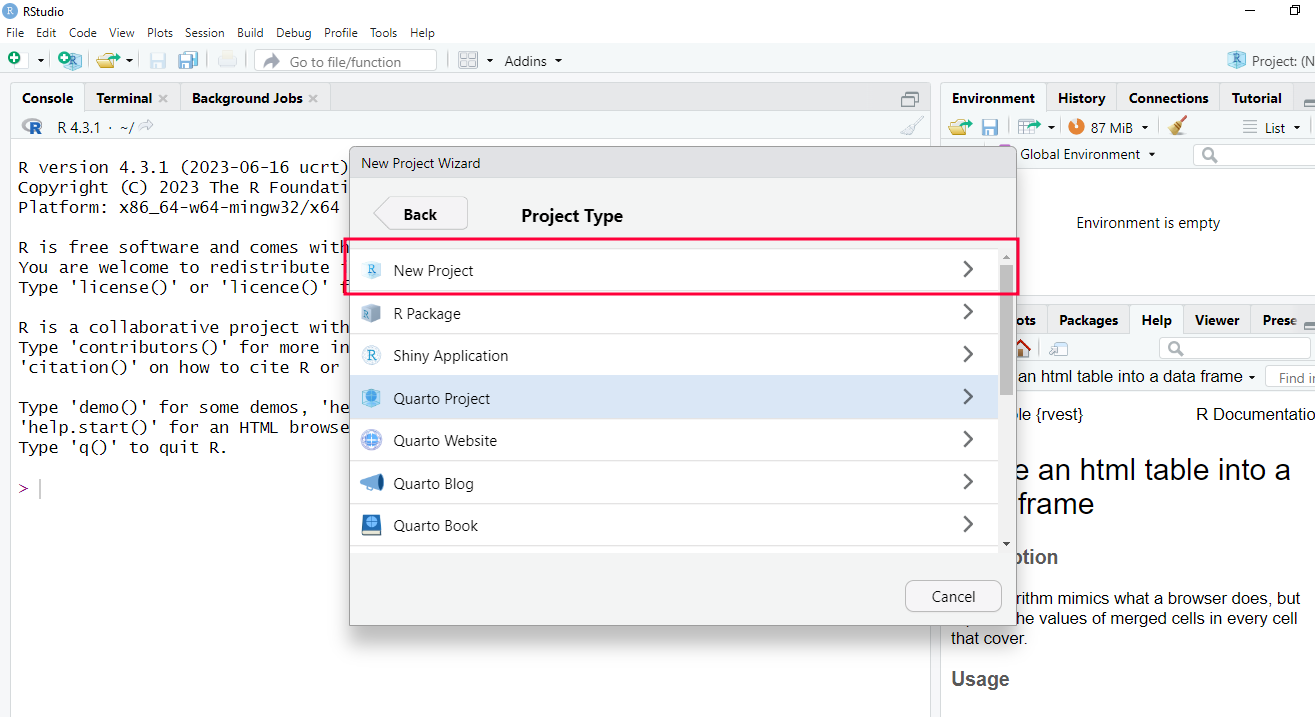 RStudio
File Edit Code View Plots Session Build Debug Profile Tools Help
Go to file/function Addins Project: (N
Console Terminal Background Jobs
R 4.3.1 · ~/
R version 4.3.1 (2023-06-16 ucrt)
Copyright (C) 2023 The R Foundati
Platform: x86_64-w64-mingw32/x64
R is free software and comes with
You are welcome to redistribute
Type 'license()' or 'licence()' f
R is a collaborative project with
Type 'contributors()' for more in
'citation()' on how to cite R or
Type 'demo()' for some demos, 'he
'help.start()' for an HTML browse
Type 'q()' to quit R.
>
New Project Wizard
Back
Project Type
New Project
R Package
Shiny Application
Quarto Project
Quarto Website
Quarto Blog
Quarto Book
Cancel
Environment History Connections Tutorial
87 MiB List
Global Environment
Environment is empty
ots Packages Help Viewer Prese
an html table into a data frame Find in
le {rvest} R Documentatio
e an html table into a
frame
ption
rithm mimics what a browser does, but
he values of merged cells in every cell
that cover.
Usage